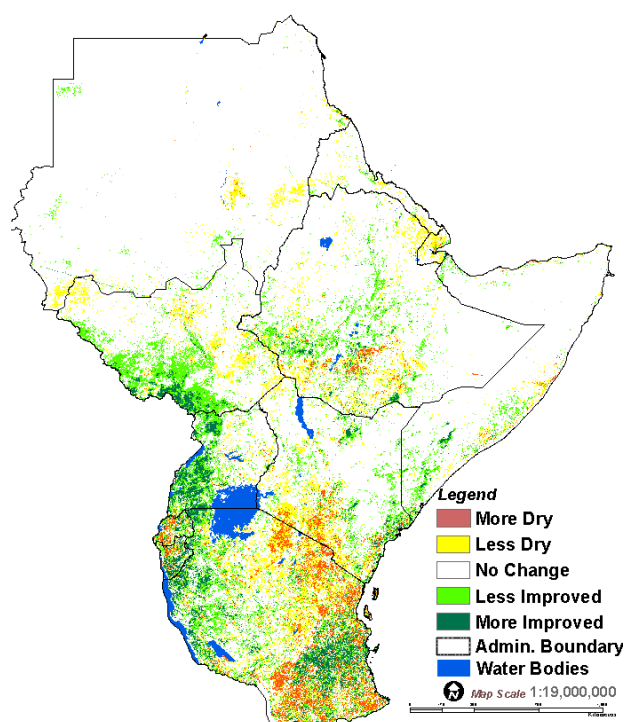 Legend
More Dry
Less Dry
No Change
Less Improved
More Improved
Admin. Boundary
Water Bodies
N Map Scale 1:19,000,000
Kilometers